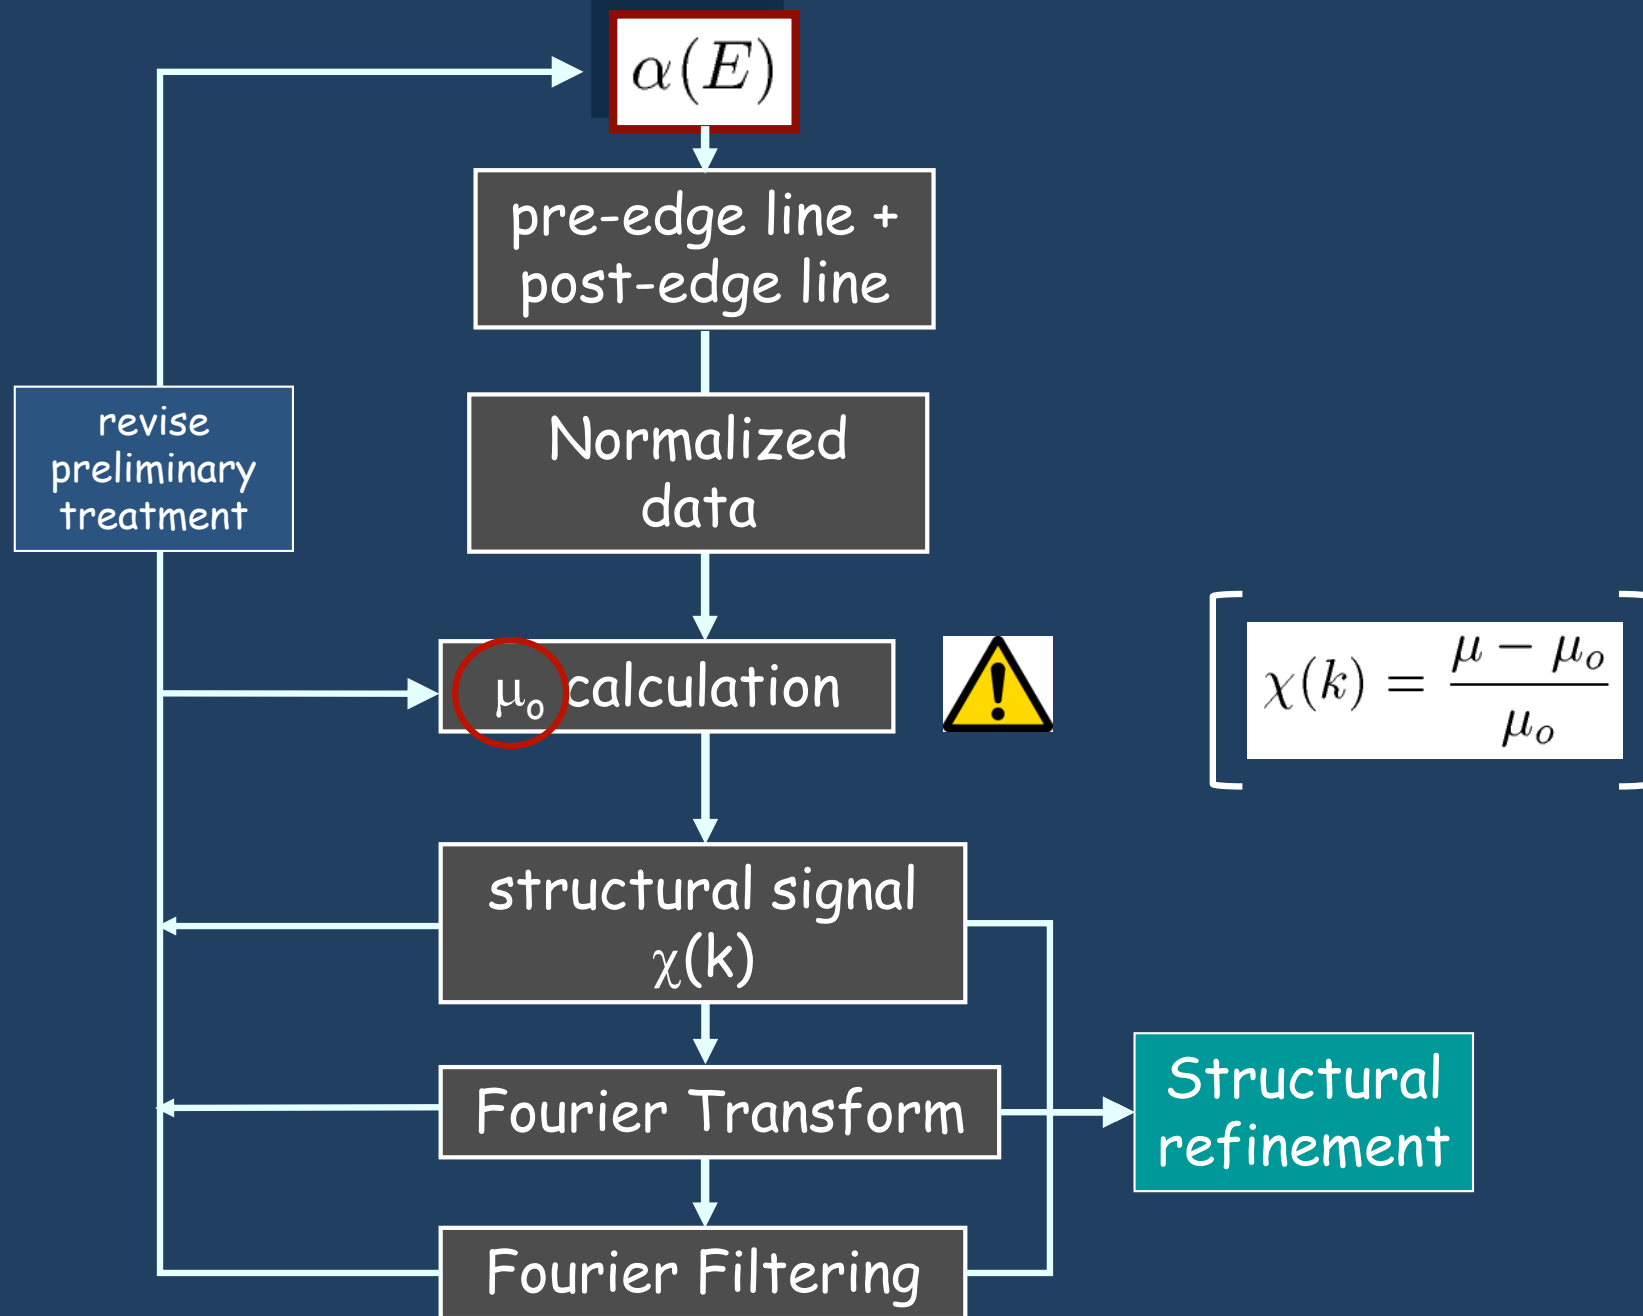 α(E)
pre-edge line +
post-edge line
revise
preliminary
treatment
Normalized
data
μₒ calculation
χ(k) = (μ − μₒ) / μₒ
structural signal
χ(k)
Fourier Transform
Structural
refinement
Fourier Filtering